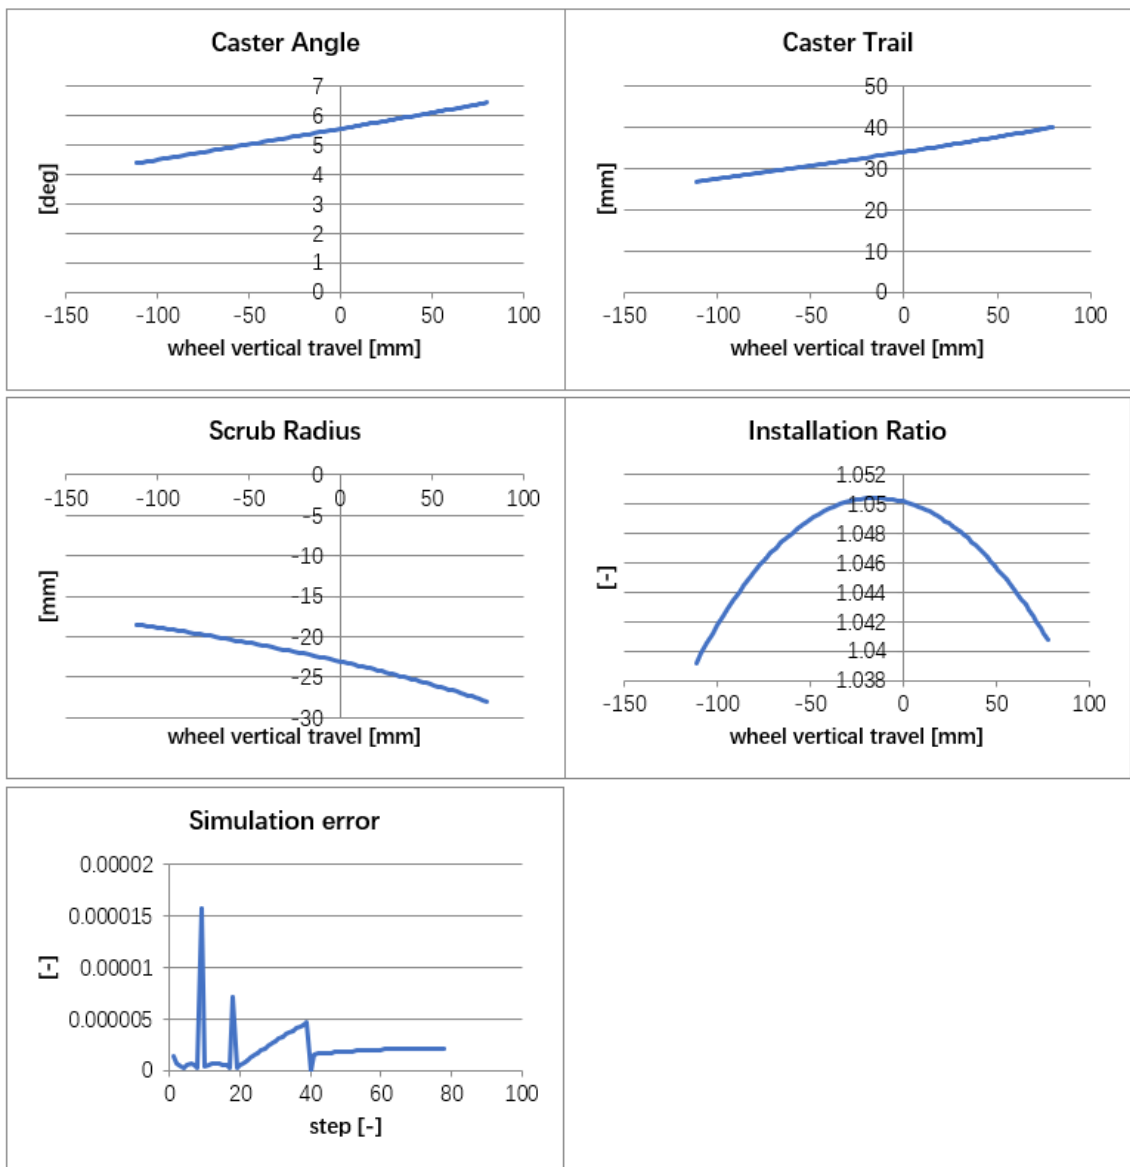 Caster Angle
7
6
5
4
3
2
1
0
[deg]
-150 -100 -50 0 50 100
wheel vertical travel [mm]
Caster Trail
50
40
30
20
10
0
[mm]
-150 -100 -50 0 50 100
wheel vertical travel [mm]
Scrub Radius
0
-150 -100 -50 0 50 100
-5
-10
-15
-20
-25
-30
[mm]
wheel vertical travel [mm]
Installation Ratio
1.052
1.05
1.048
1.046
1.044
1.042
1.04
1.038
[-]
-150 -100 -50 0 50 100
wheel vertical travel [mm]
Simulation error
0.00002
0.000015
0.00001
0.000005
0
[-]
0 20 40 60 80 100
step [-]